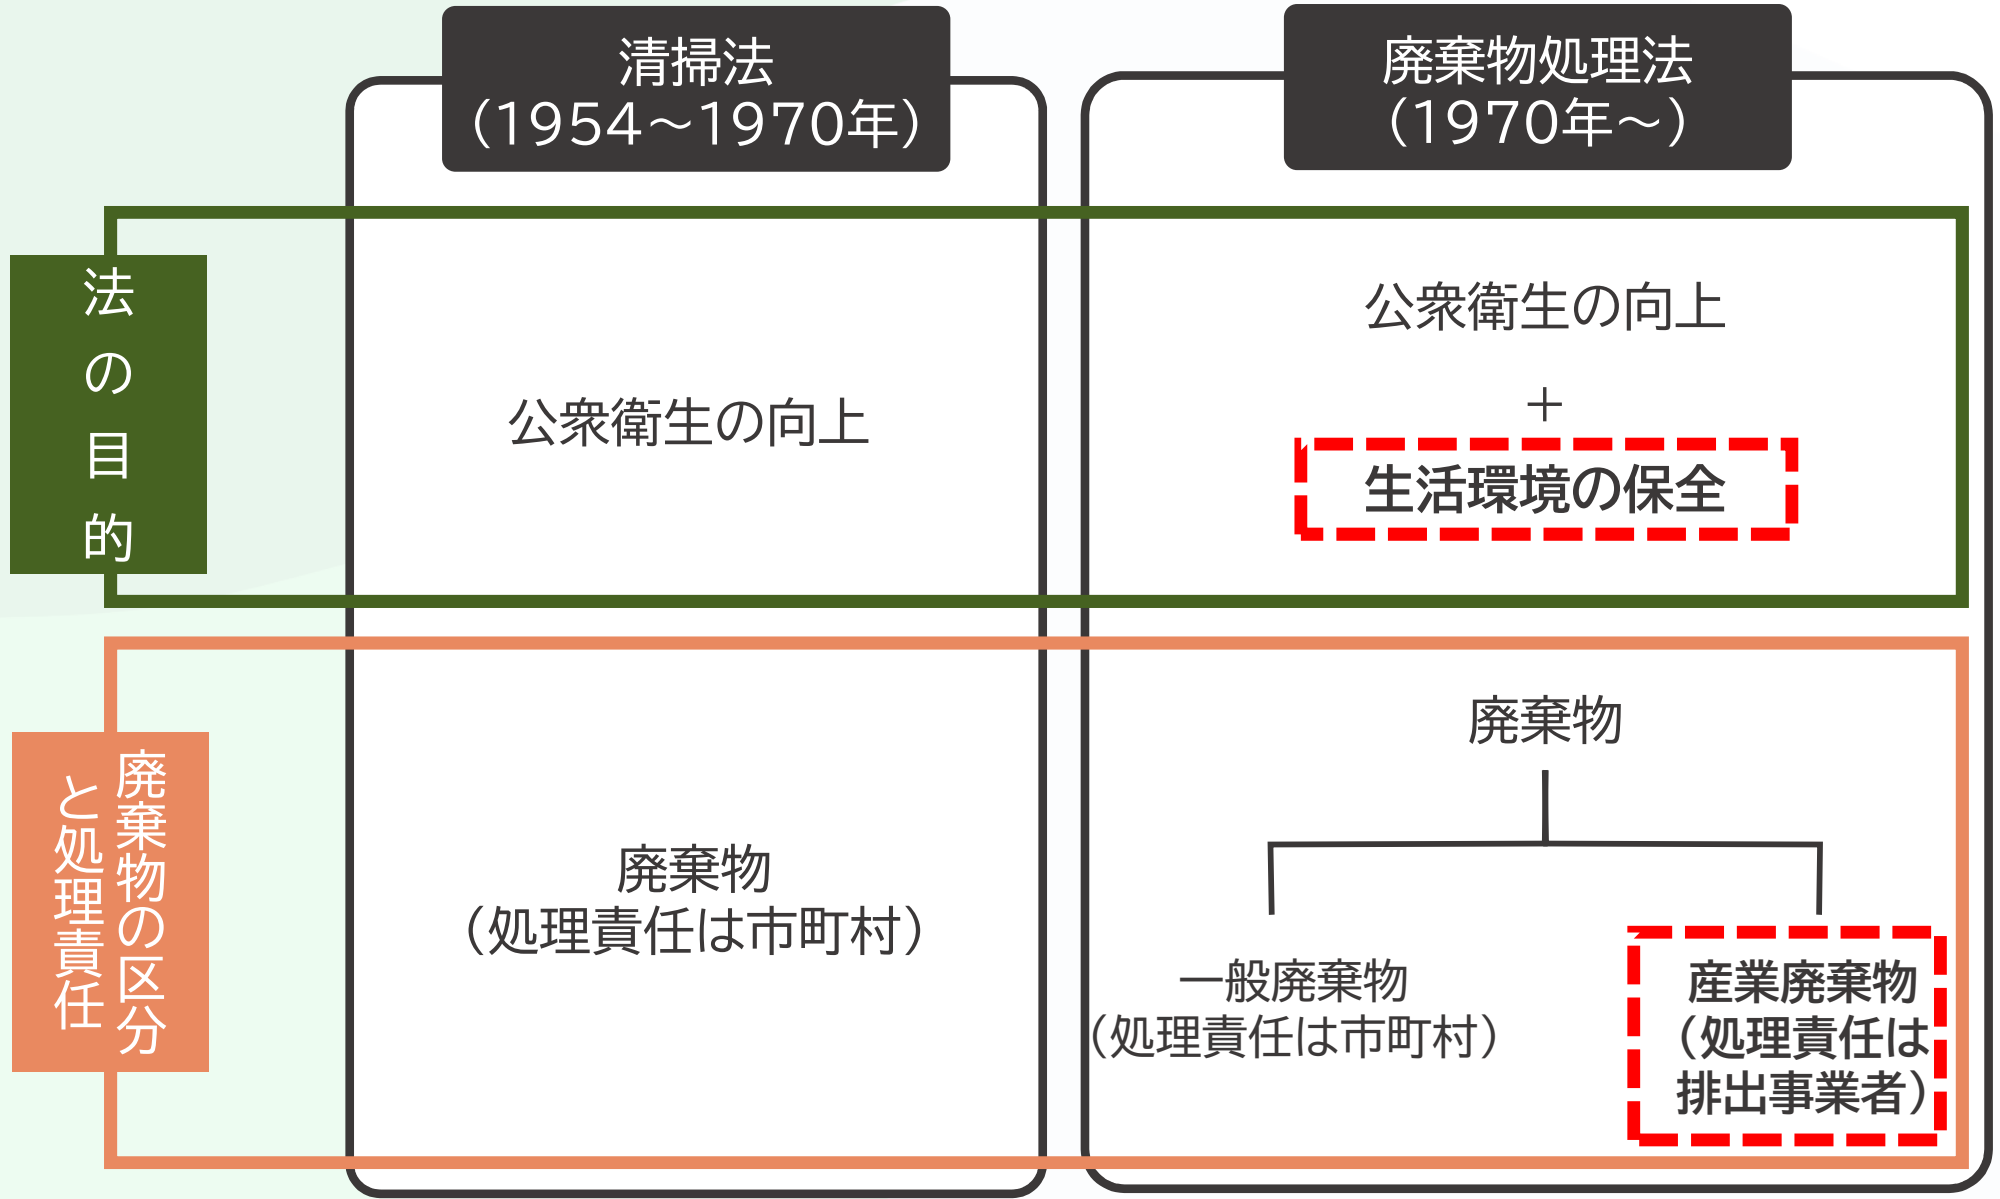 清掃法
（1954～1970年）
廃棄物処理法
（1970年～）
法の目的
公衆衛生の向上
公衆衛生の向上
＋
生活環境の保全
廃棄物の区分
と処理責任
廃棄物
（処理責任は市町村）
廃棄物
一般廃棄物
（処理責任は市町村）
産業廃棄物
（処理責任は
排出事業者）